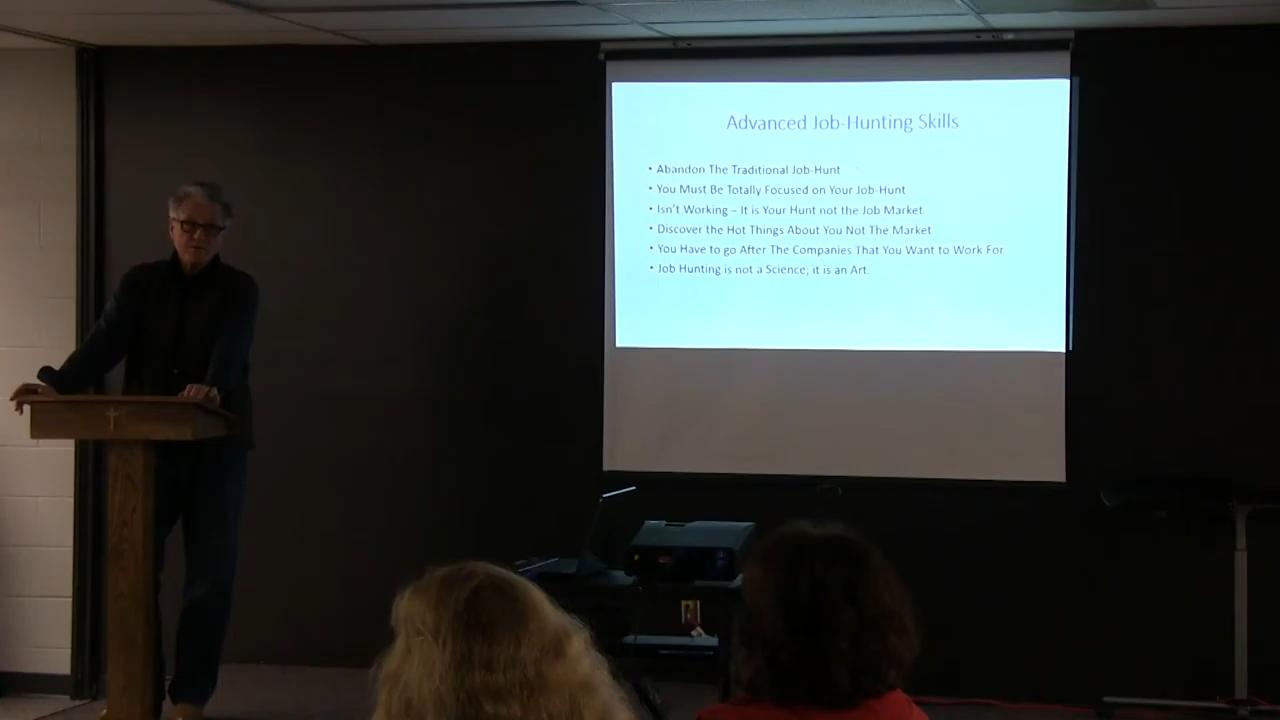 Advanced Job-Hunting Skills
• Abandon The Traditional Job-Hunt
• You Must Be Totally Focused on Your Job-Hunt
• Isn't Working – It is Your Hunt not the Job Market
• Discover the Hot Things About You Not The Market
• You Have to go After The Companies That You Want to Work For
• Job Hunting is not a Science; it is an Art.